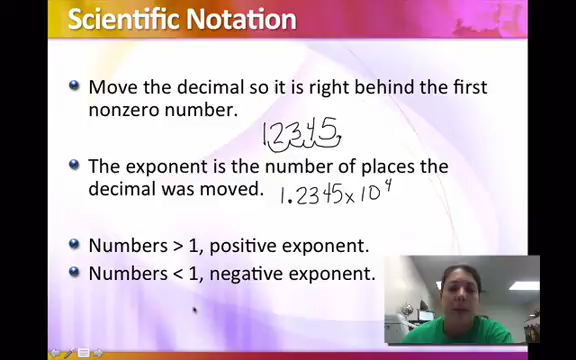 Scientific Notation
Move the decimal so it is right behind the first
nonzero number.
12345
The exponent is the number of places the
decimal was moved. 1.2345 x 10⁴
Numbers > 1, positive exponent.
Numbers < 1, negative exponent.